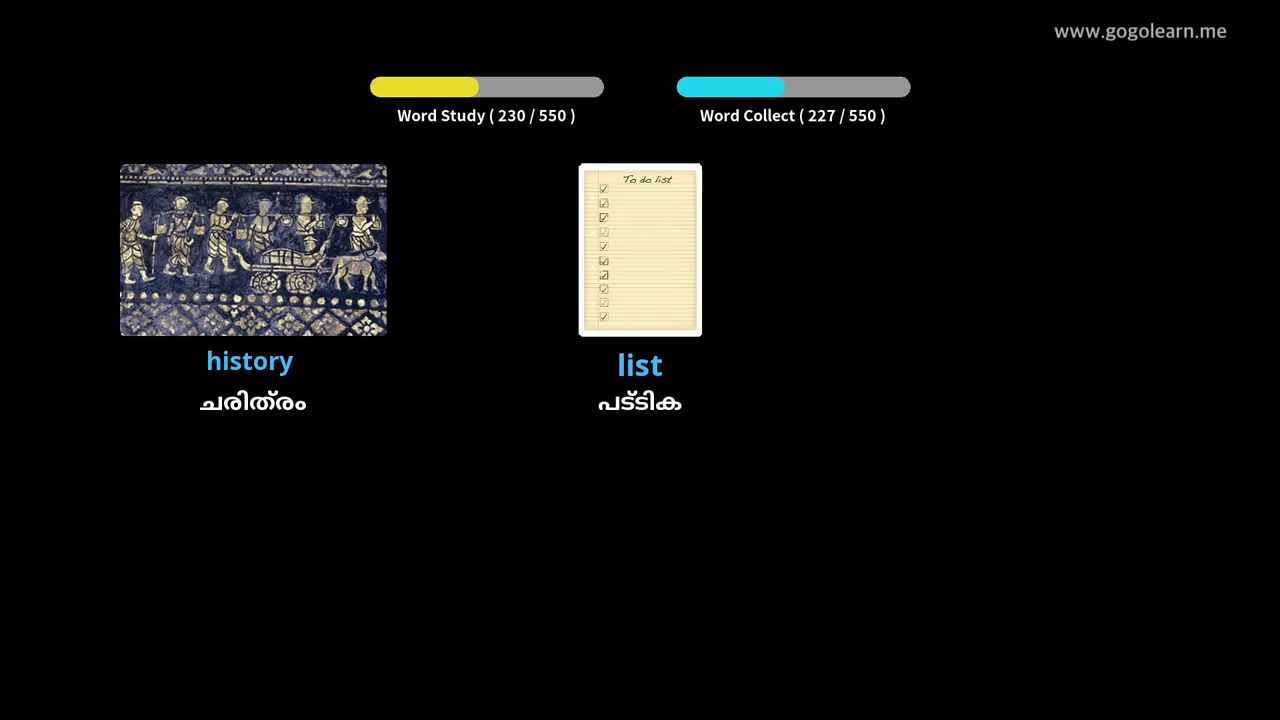 www.gogolearn.me
Word Study ( 230 / 550 )
Word Collect ( 227 / 550 )
To do list
history
list
ചരിത്രം
പട്ടിക